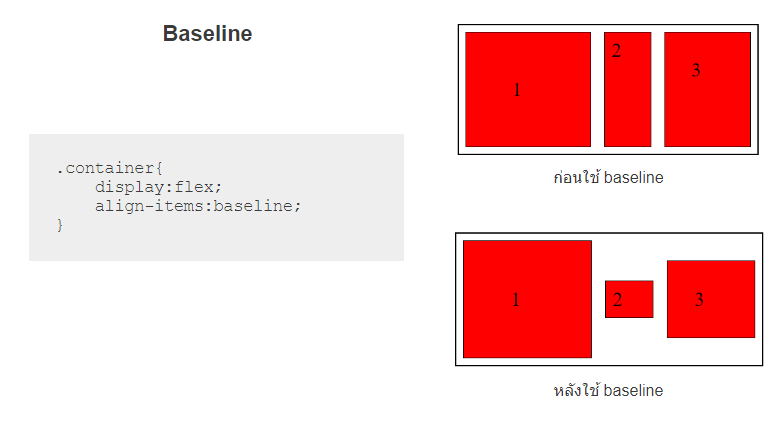 Baseline
.container{
    display:flex;
    align-items:baseline;
}
1
2
3
ก่อนใช้ baseline
1
2
3
หลังใช้ baseline